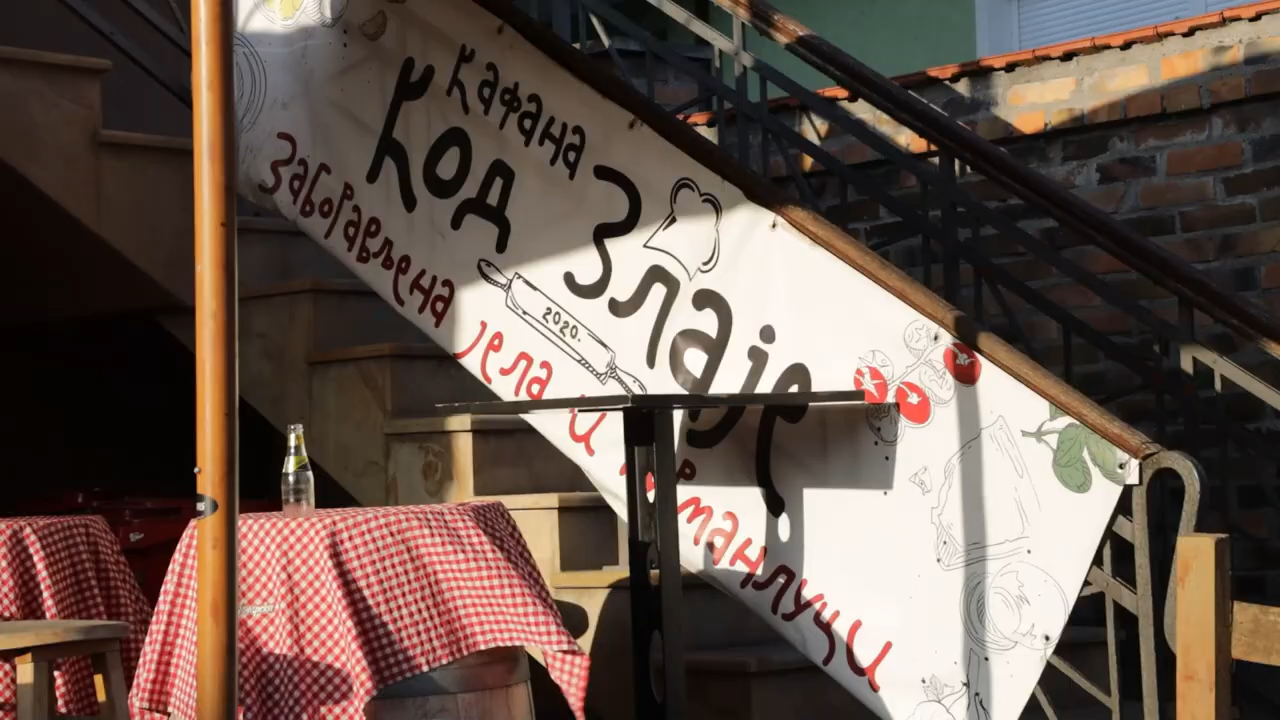 кафана
код Злаје
2020.
Заборављена јела и
манлуци